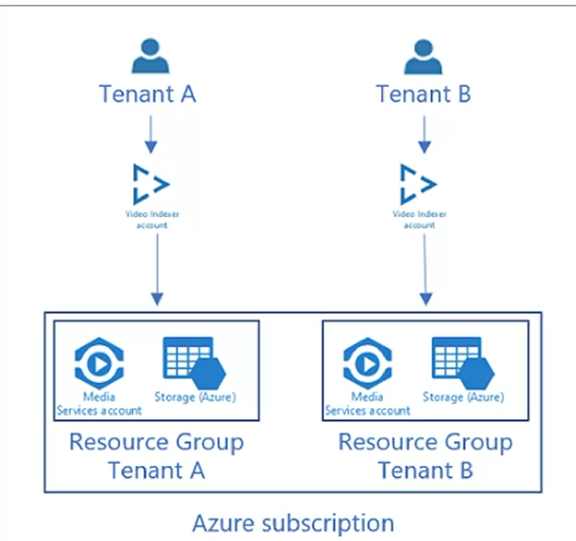 Tenant A
Tenant B
Video Indexer
account
Video Indexer
account
Media
Services account
Storage (Azure)
Media
Services account
Storage (Azure)
Resource Group
Tenant A
Resource Group
Tenant B
Azure subscription